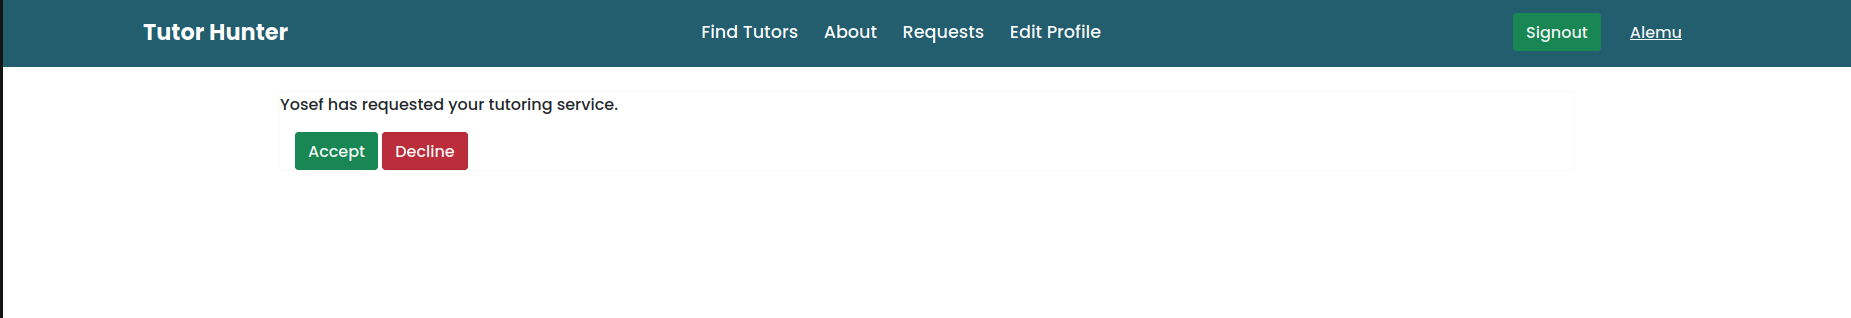 Tutor Hunter Find Tutors About Requests Edit Profile Signout Alemu
Yosef has requested your tutoring service.
Accept Decline